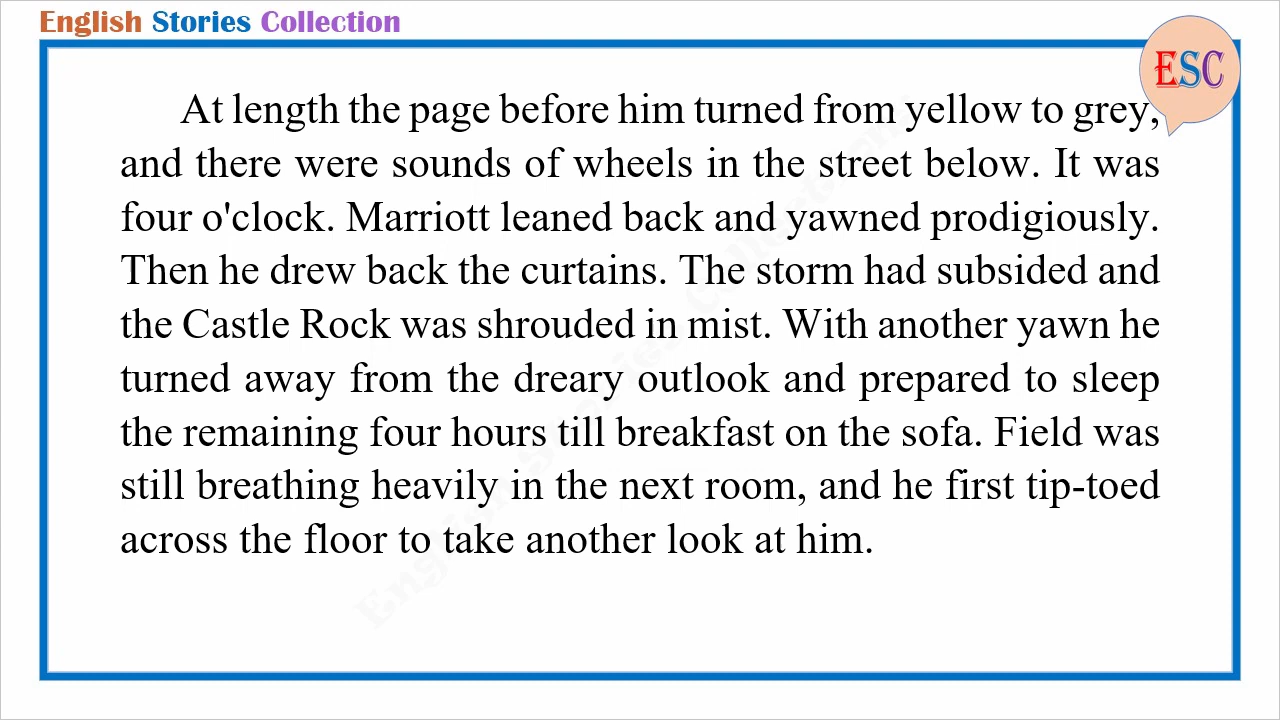 English Stories Collection
ESC
At length the page before him turned from yellow to grey,
and there were sounds of wheels in the street below. It was
four o'clock. Marriott leaned back and yawned prodigiously.
Then he drew back the curtains. The storm had subsided and
the Castle Rock was shrouded in mist. With another yawn he
turned away from the dreary outlook and prepared to sleep
the remaining four hours till breakfast on the sofa. Field was
still breathing heavily in the next room, and he first tip-toed
across the floor to take another look at him.
English Stories Collections